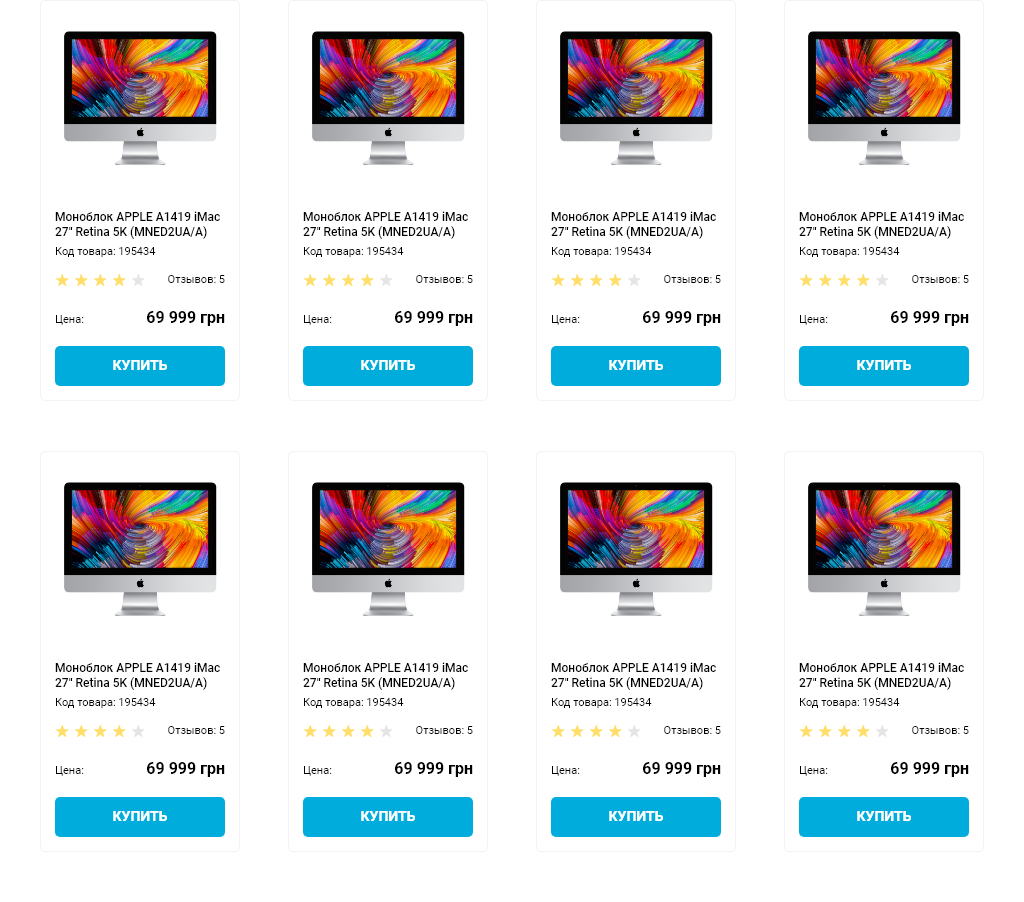 Моноблок APPLE A1419 iMac
27" Retina 5K (MNED2UA/A)
Код товара: 195434
Отзывов: 5
Цена: 69 999 грн
КУПИТЬ
Моноблок APPLE A1419 iMac
27" Retina 5K (MNED2UA/A)
Код товара: 195434
Отзывов: 5
Цена: 69 999 грн
КУПИТЬ
Моноблок APPLE A1419 iMac
27" Retina 5K (MNED2UA/A)
Код товара: 195434
Отзывов: 5
Цена: 69 999 грн
КУПИТЬ
Моноблок APPLE A1419 iMac
27" Retina 5K (MNED2UA/A)
Код товара: 195434
Отзывов: 5
Цена: 69 999 грн
КУПИТЬ
Моноблок APPLE A1419 iMac
27" Retina 5K (MNED2UA/A)
Код товара: 195434
Отзывов: 5
Цена: 69 999 грн
КУПИТЬ
Моноблок APPLE A1419 iMac
27" Retina 5K (MNED2UA/A)
Код товара: 195434
Отзывов: 5
Цена: 69 999 грн
КУПИТЬ
Моноблок APPLE A1419 iMac
27" Retina 5K (MNED2UA/A)
Код товара: 195434
Отзывов: 5
Цена: 69 999 грн
КУПИТЬ
Моноблок APPLE A1419 iMac
27" Retina 5K (MNED2UA/A)
Код товара: 195434
Отзывов: 5
Цена: 69 999 грн
КУПИТЬ